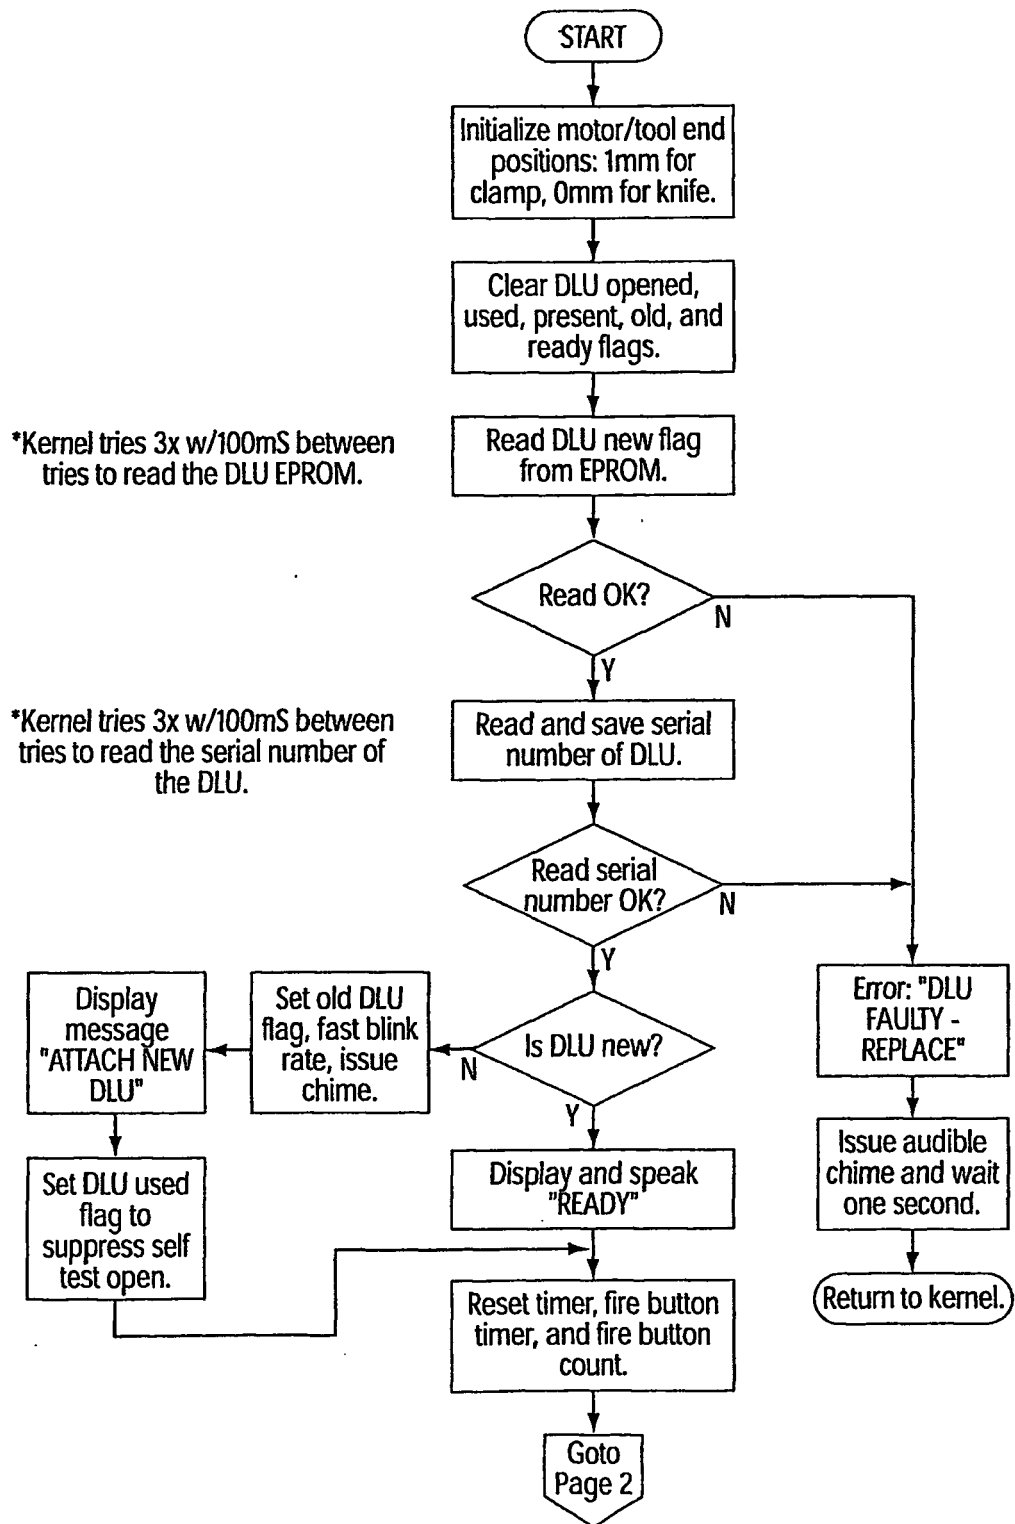 START
Initialize motor/tool end
positions: 1mm for
clamp, 0mm for knife.
Clear DLU opened,
used, present, old, and
ready flags.
*Kernel tries 3x w/100mS between
tries to read the DLU EPROM.
Read DLU new flag
from EPROM.
Read OK?
N
Y
*Kernel tries 3x w/100mS between
tries to read the serial number of
the DLU.
Read and save serial
number of DLU.
Read serial
number OK?
N
Y
Is DLU new?
N
Y
Set old DLU
flag, fast blink
rate, issue
chime.
Display
message
"ATTACH NEW
DLU"
Set DLU used
flag to
suppress self
test open.
Display and speak
"READY"
Reset timer, fire button
timer, and fire button
count.
Goto
Page 2
Error: "DLU
FAULTY -
REPLACE"
Issue audible
chime and wait
one second.
Return to kernel.